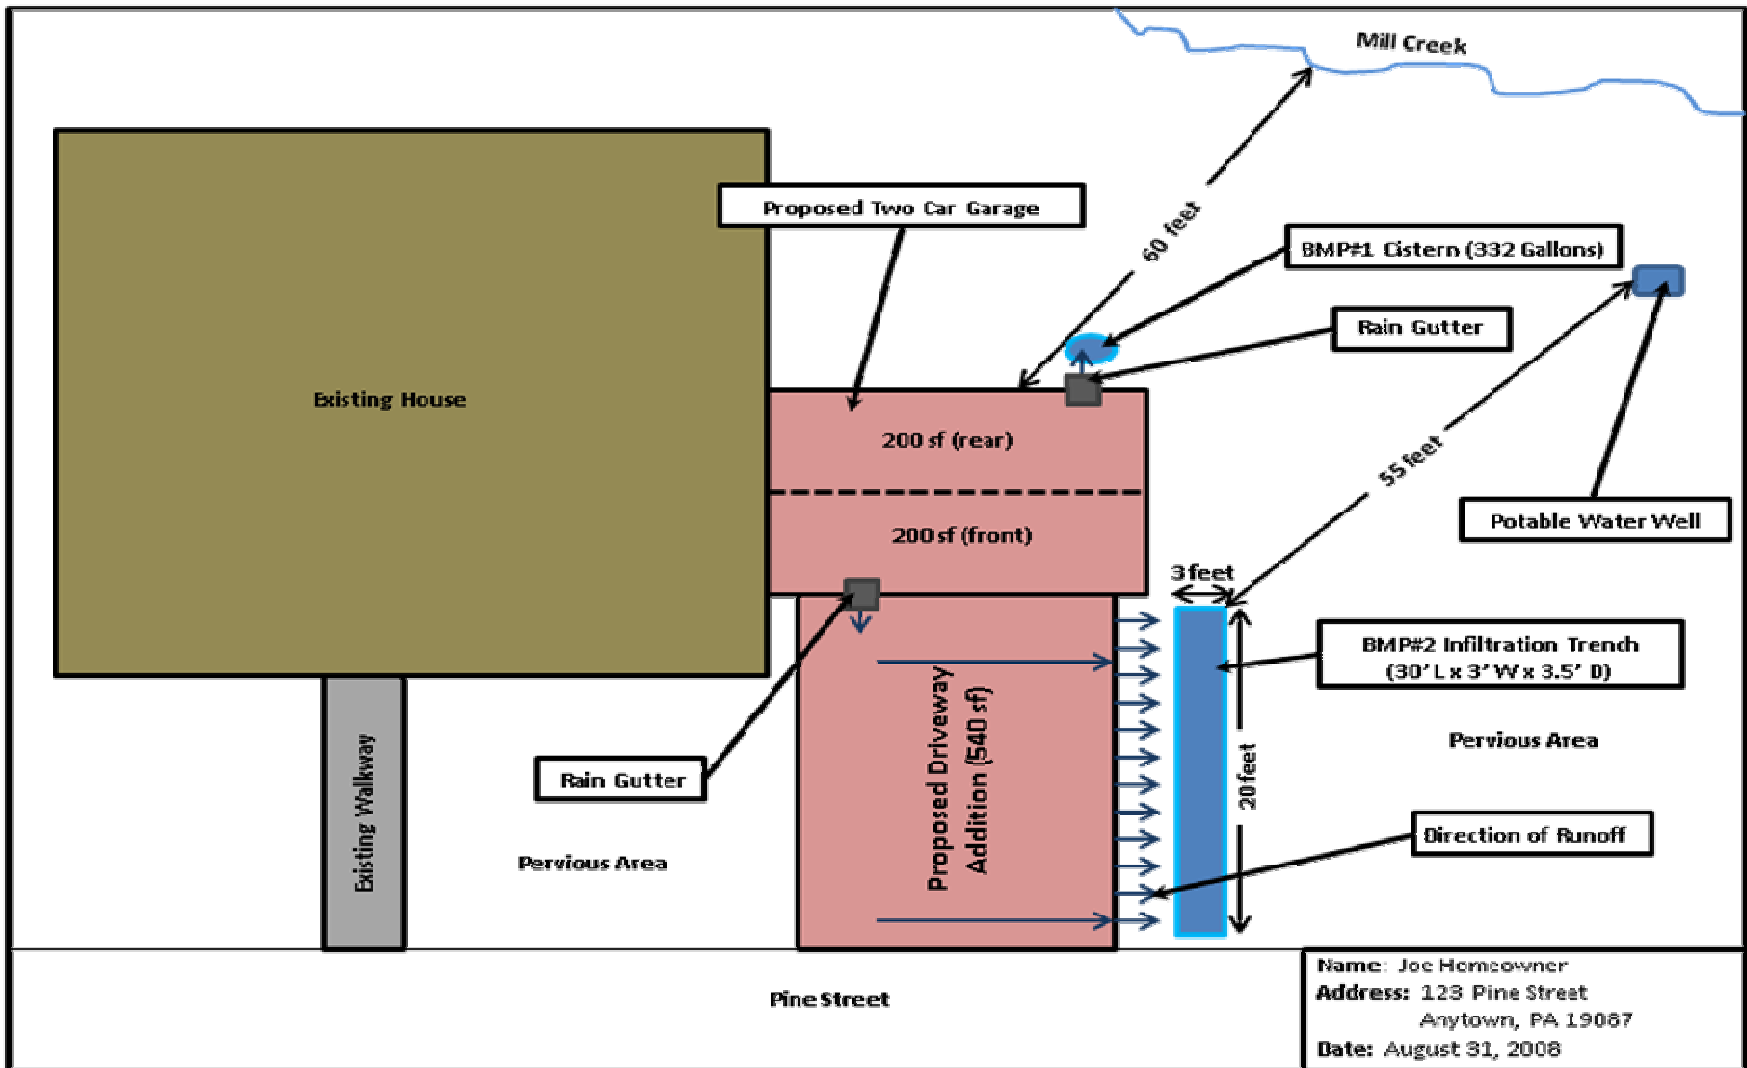 Mill Creek
Proposed Two Car Garage
60 feet
BMP#1 Cistern (332 Gallons)
Rain Gutter
Existing House
200 sf (rear)
55 feet
Potable Water Well
200 sf (front)
3 feet
BMP#2 Infiltration Trench
(30' L x 3' W x 3.5' D)
Pervious Area
Rain Gutter
Proposed Driveway
Addition (540 sf)
20 feet
Existing Walkway
Pervious Area
Direction of Runoff
Pine Street
Name: Joe Homeowner
Address: 123 Pine Street
Anytown, PA 19087
Date: August 31, 2008